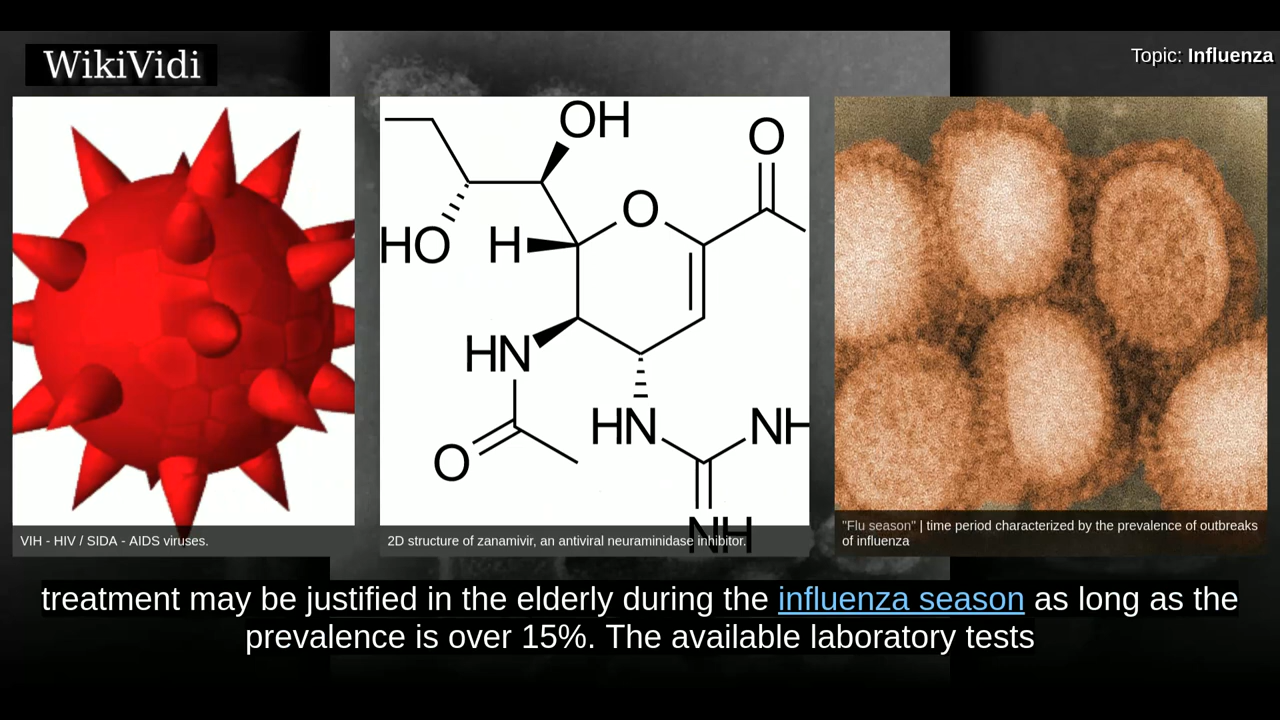 WikiVidi
Topic: Influenza
OH
O
O
HO
H
HN
HN
NH
O
NH
VIH - HIV / SIDA - AIDS viruses.
2D structure of zanamivir, an antiviral neuraminidase inhibitor.
"Flu season" | time period characterized by the prevalence of outbreaks
of influenza
treatment may be justified in the elderly during the influenza season as long as the
prevalence is over 15%. The available laboratory tests